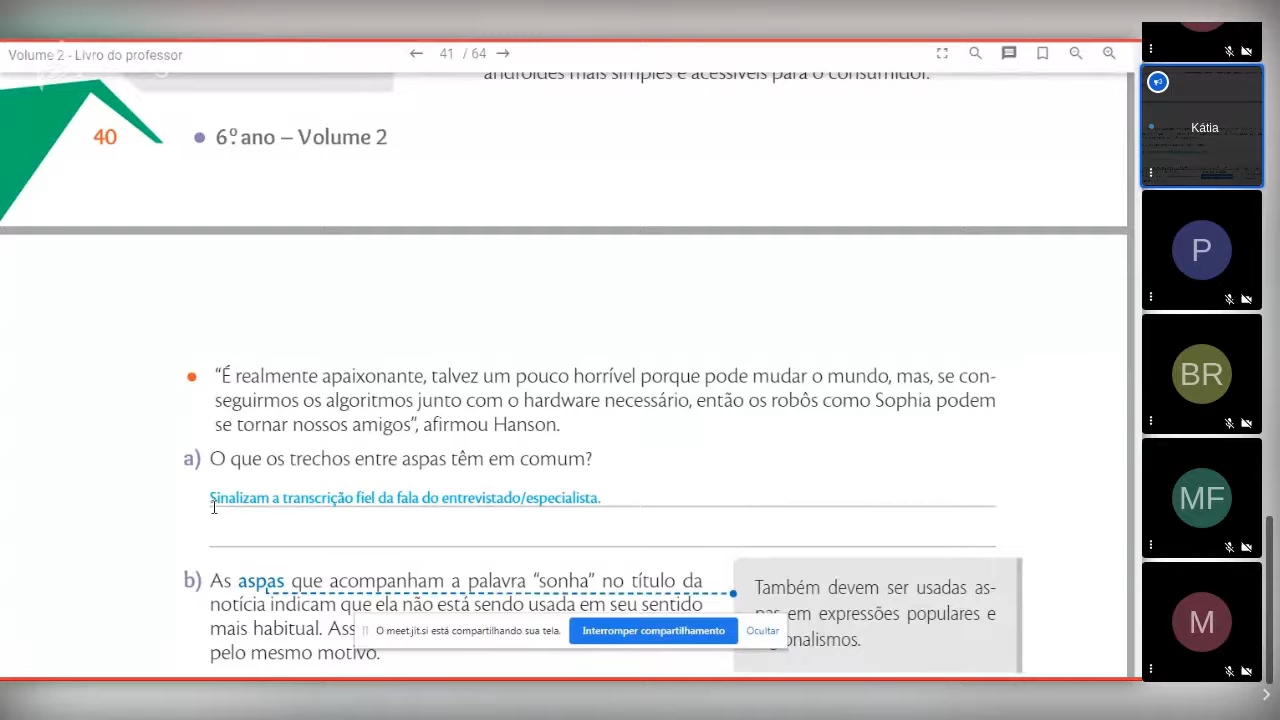 Volume 2 - Livro do professor
41 / 64
androides mais simples e acessíveis para o consumidor.
40
6º. ano – Volume 2
Kátia
P
BR
MF
M
“É realmente apaixonante, talvez um pouco horrível porque pode mudar o mundo, mas, se con-
seguirmos os algoritmos junto com o hardware necessário, então os robôs como Sophia podem
se tornar nossos amigos”, afirmou Hanson.
a) O que os trechos entre aspas têm em comum?
Sinalizam a transcrição fiel da fala do entrevistado/especialista.
b) As aspas que acompanham a palavra “sonha” no título da
notícia indicam que ela não está sendo usada em seu sentido
mais habitual.
pelo mesmo motivo.
Também devem ser usadas as-
pas em expressões populares e
O meet.jit.si está compartilhando sua tela.
Interromper compartilhamento
Ocultar